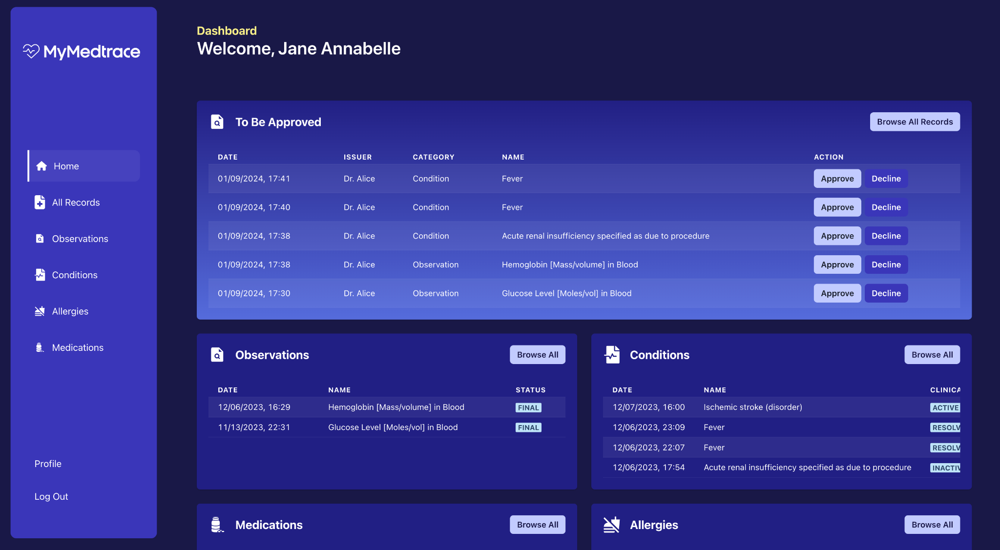 MyMedtrace
Home
All Records
Observations
Conditions
Allergies
Medications
Profile
Log Out
Dashboard
Welcome, Jane Annabelle
To Be Approved
Browse All Records
DATE ISSUER CATEGORY NAME ACTION
01/09/2024, 17:41 Dr. Alice Condition Fever Approve Decline
01/09/2024, 17:40 Dr. Alice Condition Fever Approve Decline
01/09/2024, 17:38 Dr. Alice Condition Acute renal insufficiency specified as due to procedure Approve Decline
01/09/2024, 17:38 Dr. Alice Observation Hemoglobin [Mass/volume] in Blood Approve Decline
01/09/2024, 17:30 Dr. Alice Observation Glucose Level [Moles/vol] in Blood Approve Decline
Observations
Browse All
DATE NAME STATUS
12/06/2023, 16:29 Hemoglobin [Mass/volume] in Blood FINAL
11/13/2023, 22:31 Glucose Level [Moles/vol] in Blood FINAL
Conditions
Browse All
DATE NAME CLINICA
12/07/2023, 16:00 Ischemic stroke (disorder) ACTIVE
12/06/2023, 23:09 Fever RESOLV
12/06/2023, 22:07 Fever RESOLV
12/06/2023, 17:54 Acute renal insufficiency specified as due to procedure INACTIV
Medications
Browse All
Allergies
Browse All